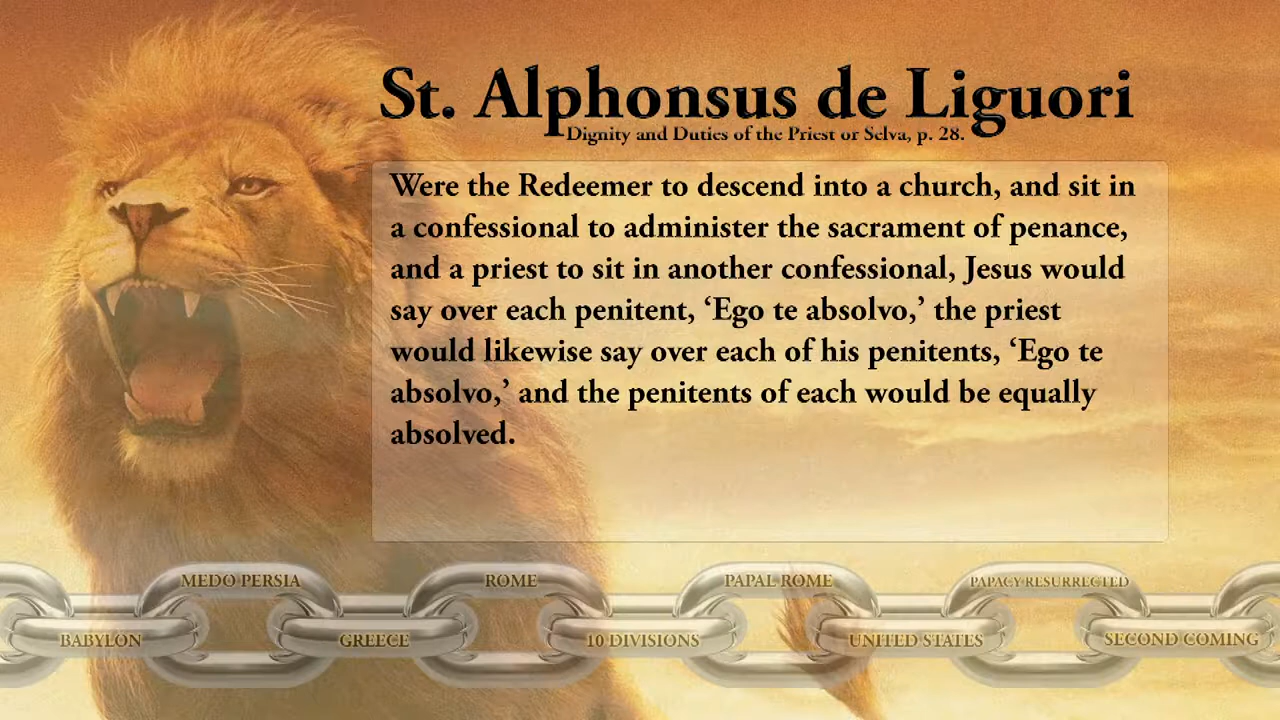 St. Alphonsus de Liguori
Dignity and Duties of the Priest or Selva, p. 28.
Were the Redeemer to descend into a church, and sit in
a confessional to administer the sacrament of penance,
and a priest to sit in another confessional, Jesus would
say over each penitent, ‘Ego te absolvo,’ the priest
would likewise say over each of his penitents, ‘Ego te
absolvo,’ and the penitents of each would be equally
absolved.
BABYLON
MEDO PERSIA
GREECE
ROME
10 DIVISIONS
PAPAL ROME
UNITED STATES
PAPACY RESURRECTED
SECOND COMING